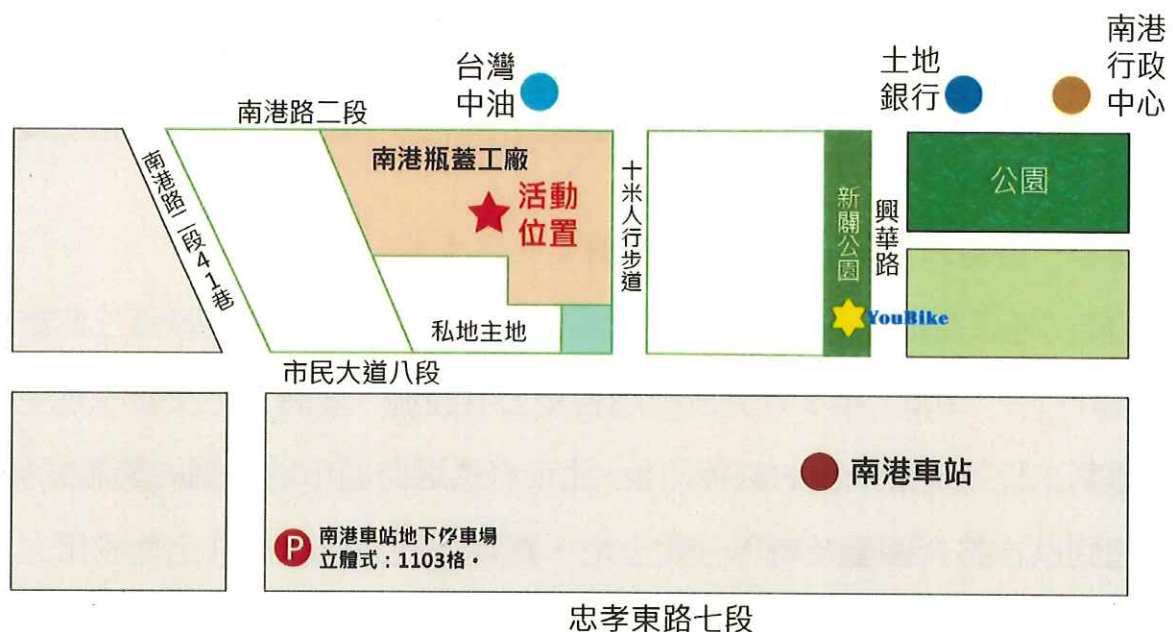 南港
行政
中心
土地
銀行
台灣
中油
南港路二段
南港瓶蓋工廠
活動
位置
公園
南港路二段41巷
十米人行步道
新闢公園
興華路
YouBike
私地主地
市民大道八段
南港車站
P
南港車站地下停車場
立體式：1103格。
忠孝東路七段